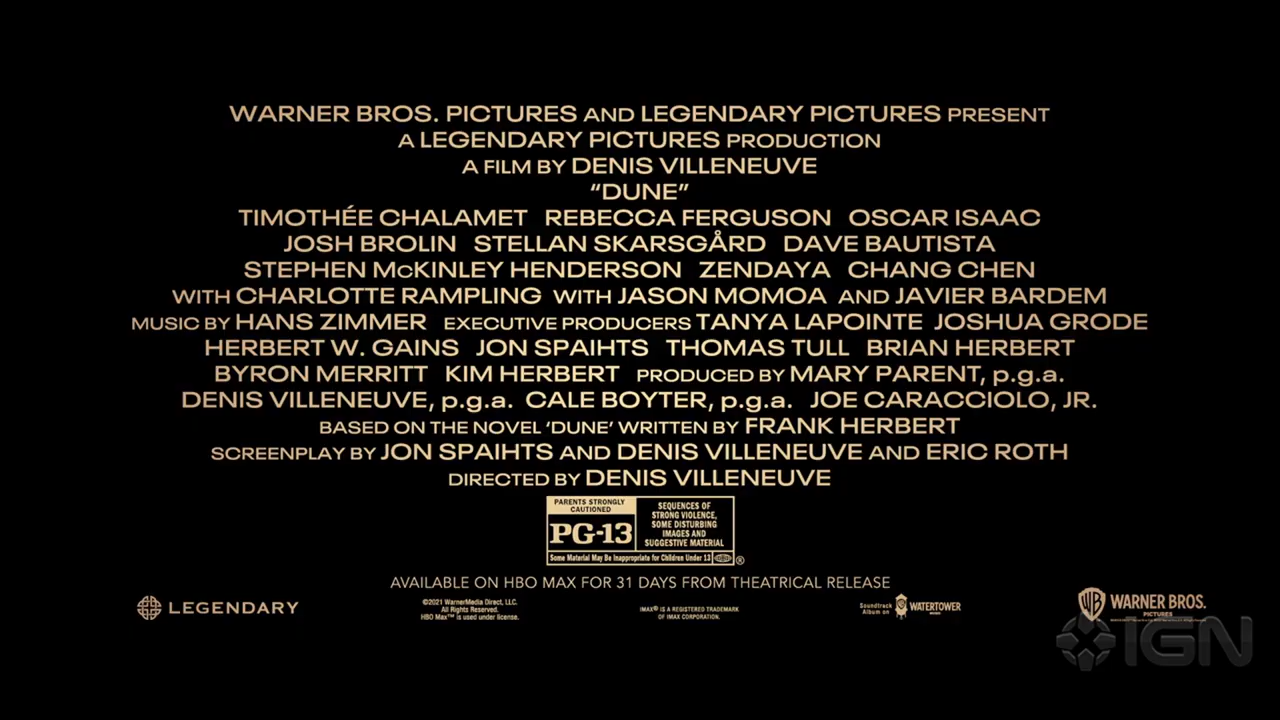 WARNER BROS. PICTURES AND LEGENDARY PICTURES PRESENT
A LEGENDARY PICTURES PRODUCTION
A FILM BY DENIS VILLENEUVE
“DUNE”
TIMOTHÉE CHALAMET REBECCA FERGUSON OSCAR ISAAC
JOSH BROLIN STELLAN SKARSGÅRD DAVE BAUTISTA
STEPHEN McKINLEY HENDERSON ZENDAYA CHANG CHEN
WITH CHARLOTTE RAMPLING WITH JASON MOMOA AND JAVIER BARDEM
MUSIC BY HANS ZIMMER EXECUTIVE PRODUCERS TANYA LAPOINTE JOSHUA GRODE
HERBERT W. GAINS JON SPAIHTS THOMAS TULL BRIAN HERBERT
BYRON MERRITT KIM HERBERT PRODUCED BY MARY PARENT, p.g.a.
DENIS VILLENEUVE, p.g.a. CALE BOYTER, p.g.a. JOE CARACCIOLO, JR.
BASED ON THE NOVEL ‘DUNE’ WRITTEN BY FRANK HERBERT
SCREENPLAY BY JON SPAIHTS AND DENIS VILLENEUVE AND ERIC ROTH
DIRECTED BY DENIS VILLENEUVE
PARENTS STRONGLY
CAUTIONED
PG-13
SEQUENCES OF
STRONG VIOLENCE,
SOME DISTURBING
IMAGES AND
SUGGESTIVE MATERIAL
Some Material May Be Inappropriate for Children Under 13
®
AVAILABLE ON HBO MAX FOR 31 DAYS FROM THEATRICAL RELEASE
LEGENDARY
©2021 WarnerMedia Direct, LLC.
All Rights Reserved.
HBO Max™ is used under license.
IMAX® IS A REGISTERED TRADEMARK
OF IMAX CORPORATION.
Soundtrack
Album on
WATERTOWER
WB WARNER BROS.
PICTURES
IGN